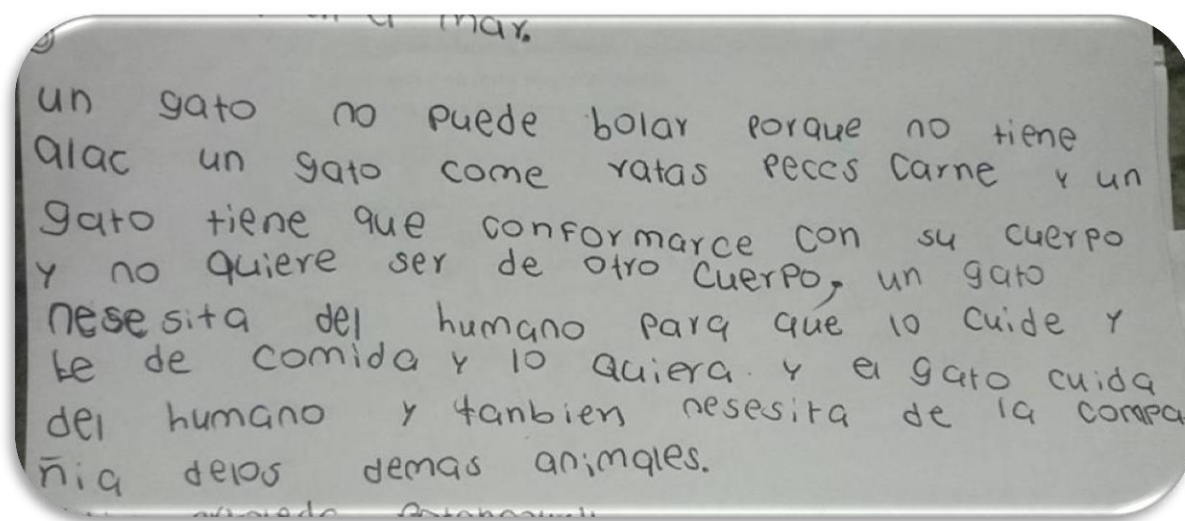 mar.
un gato no puede bolar porque no tiene
alac un gato come ratas peces carne y un
gato tiene que conformarce con su cuerpo
y no quiere ser de otro cuerpo, un gato
nesesita del humano para que lo cuide y
le de comida y lo quiera. y el gato cuida
del humano y tanbien nesesita de la compa
ñia delos demas animales.